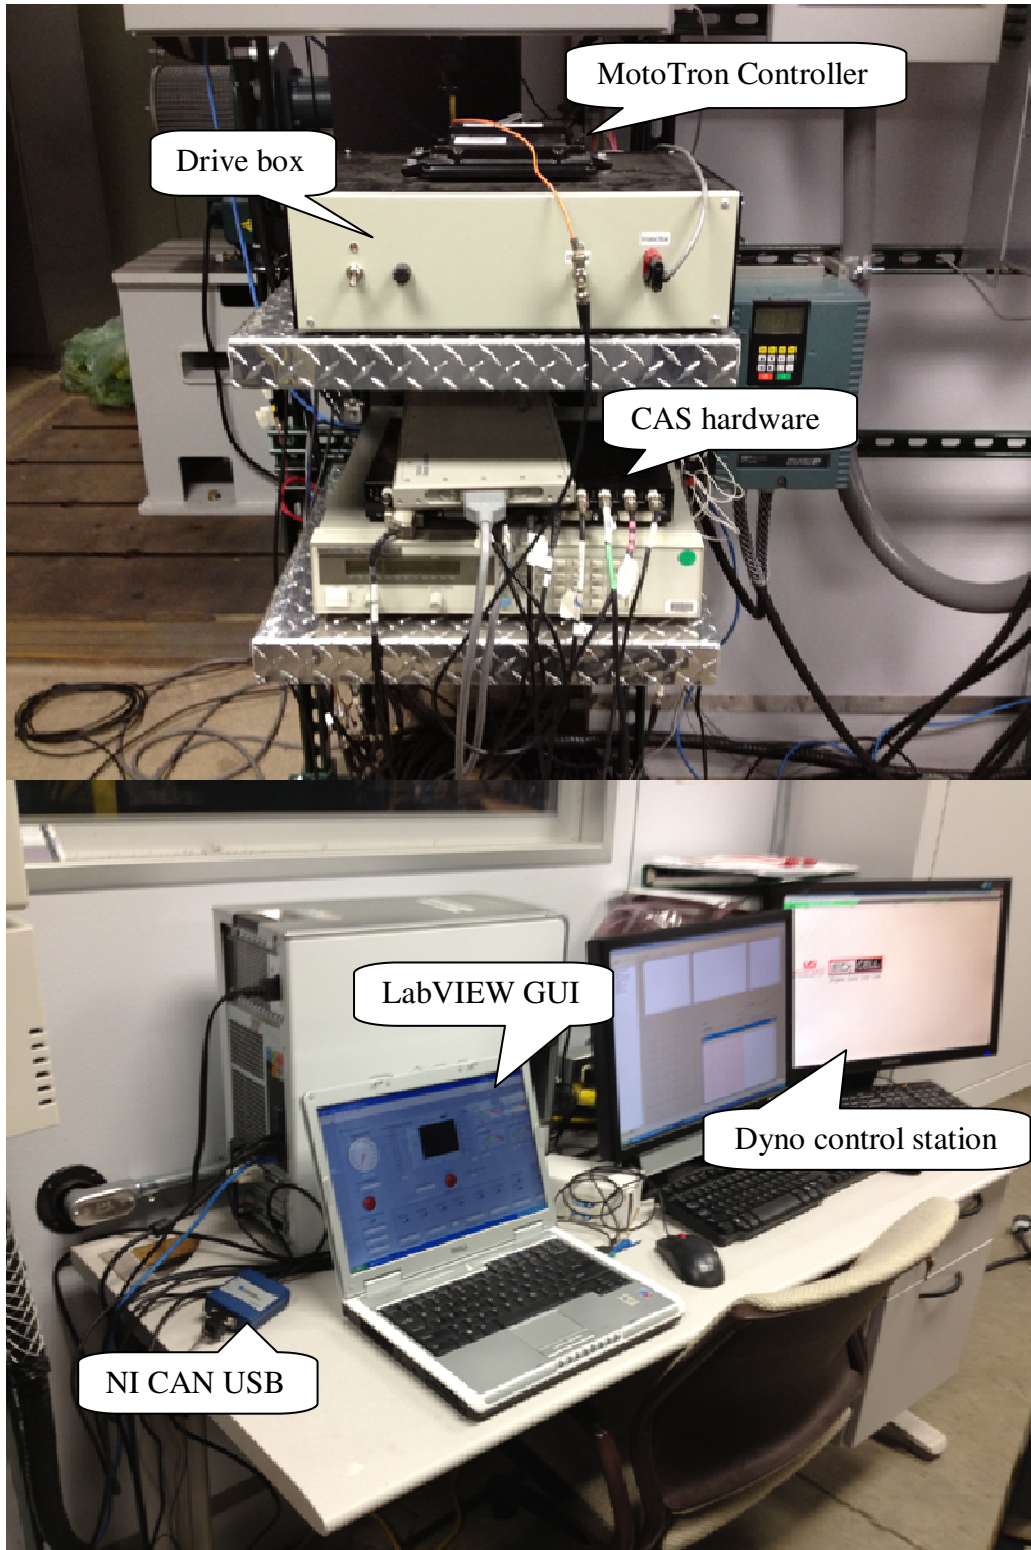 MotoTron Controller
Drive box
CAS hardware
LabVIEW GUI
Dyno control station
NI CAN USB